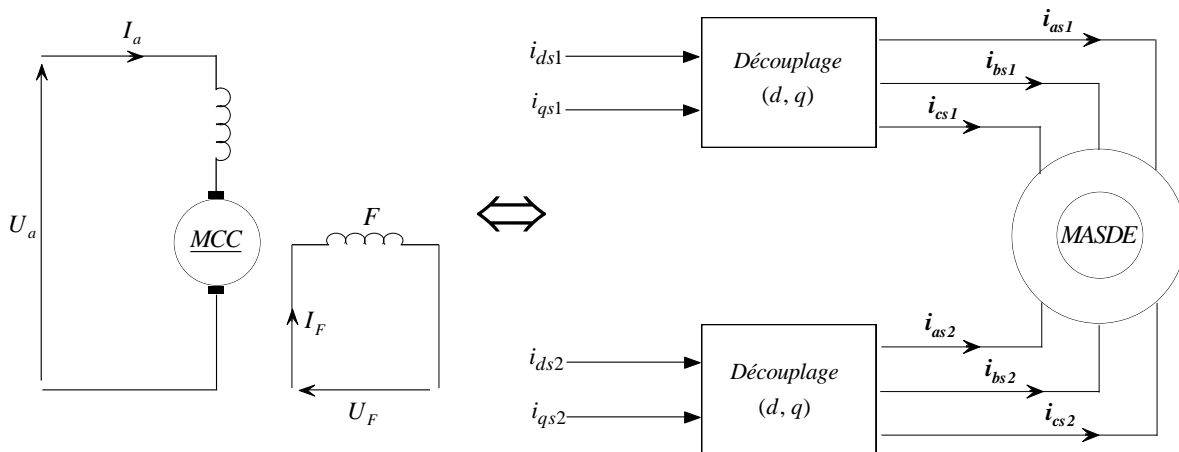 I_a
U_a
MCC
F
I_F
U_F
i_ds1
i_qs1
Découplage
(d, q)
i_as1
i_bs1
i_cs1
MASDE
i_ds2
i_qs2
Découplage
(d, q)
i_as2
i_bs2
i_cs2